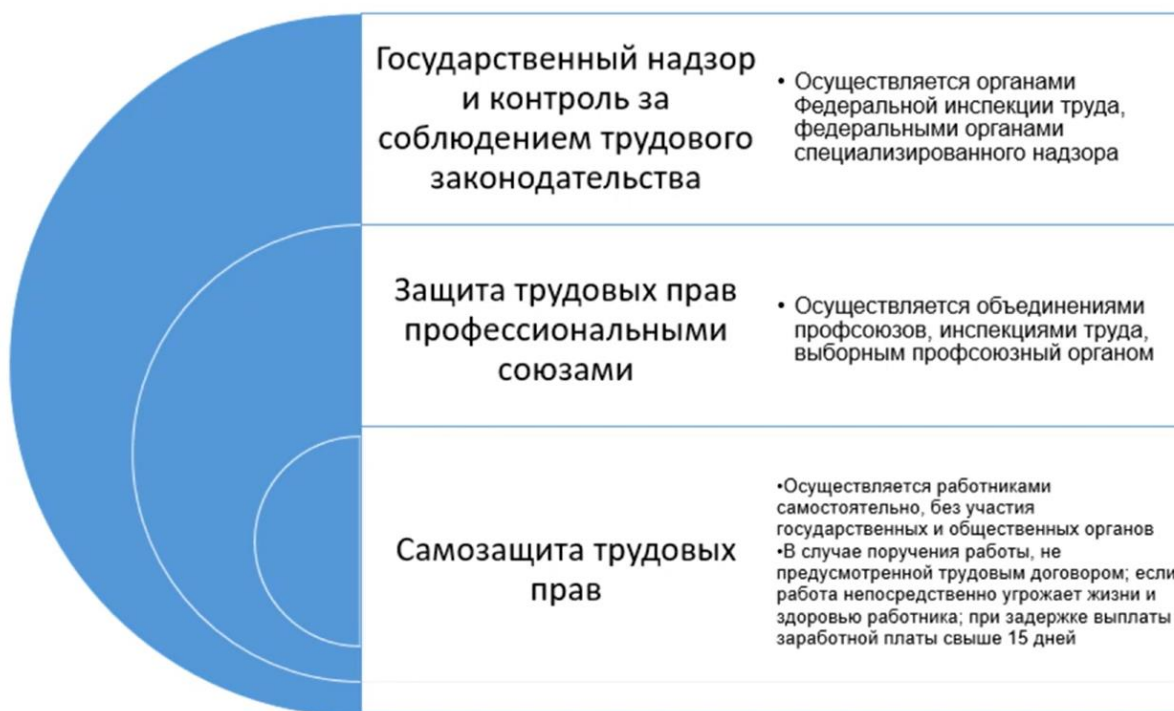 Государственный надзор
и контроль за
соблюдением трудового
законодательства
• Осуществляется органами
Федеральной инспекции труда,
федеральными органами
специализированного надзора
Защита трудовых прав
профессиональными
союзами
• Осуществляется объединениями
профсоюзов, инспекциями труда,
выборным профсоюзный органом
Самозащита трудовых
прав
•Осуществляется работниками
самостоятельно, без участия
государственных и общественных органов
•В случае поручения работы, не
предусмотренной трудовым договором; если
работа непосредственно угрожает жизни и
здоровью работника; при задержке выплаты
заработной платы свыше 15 дней